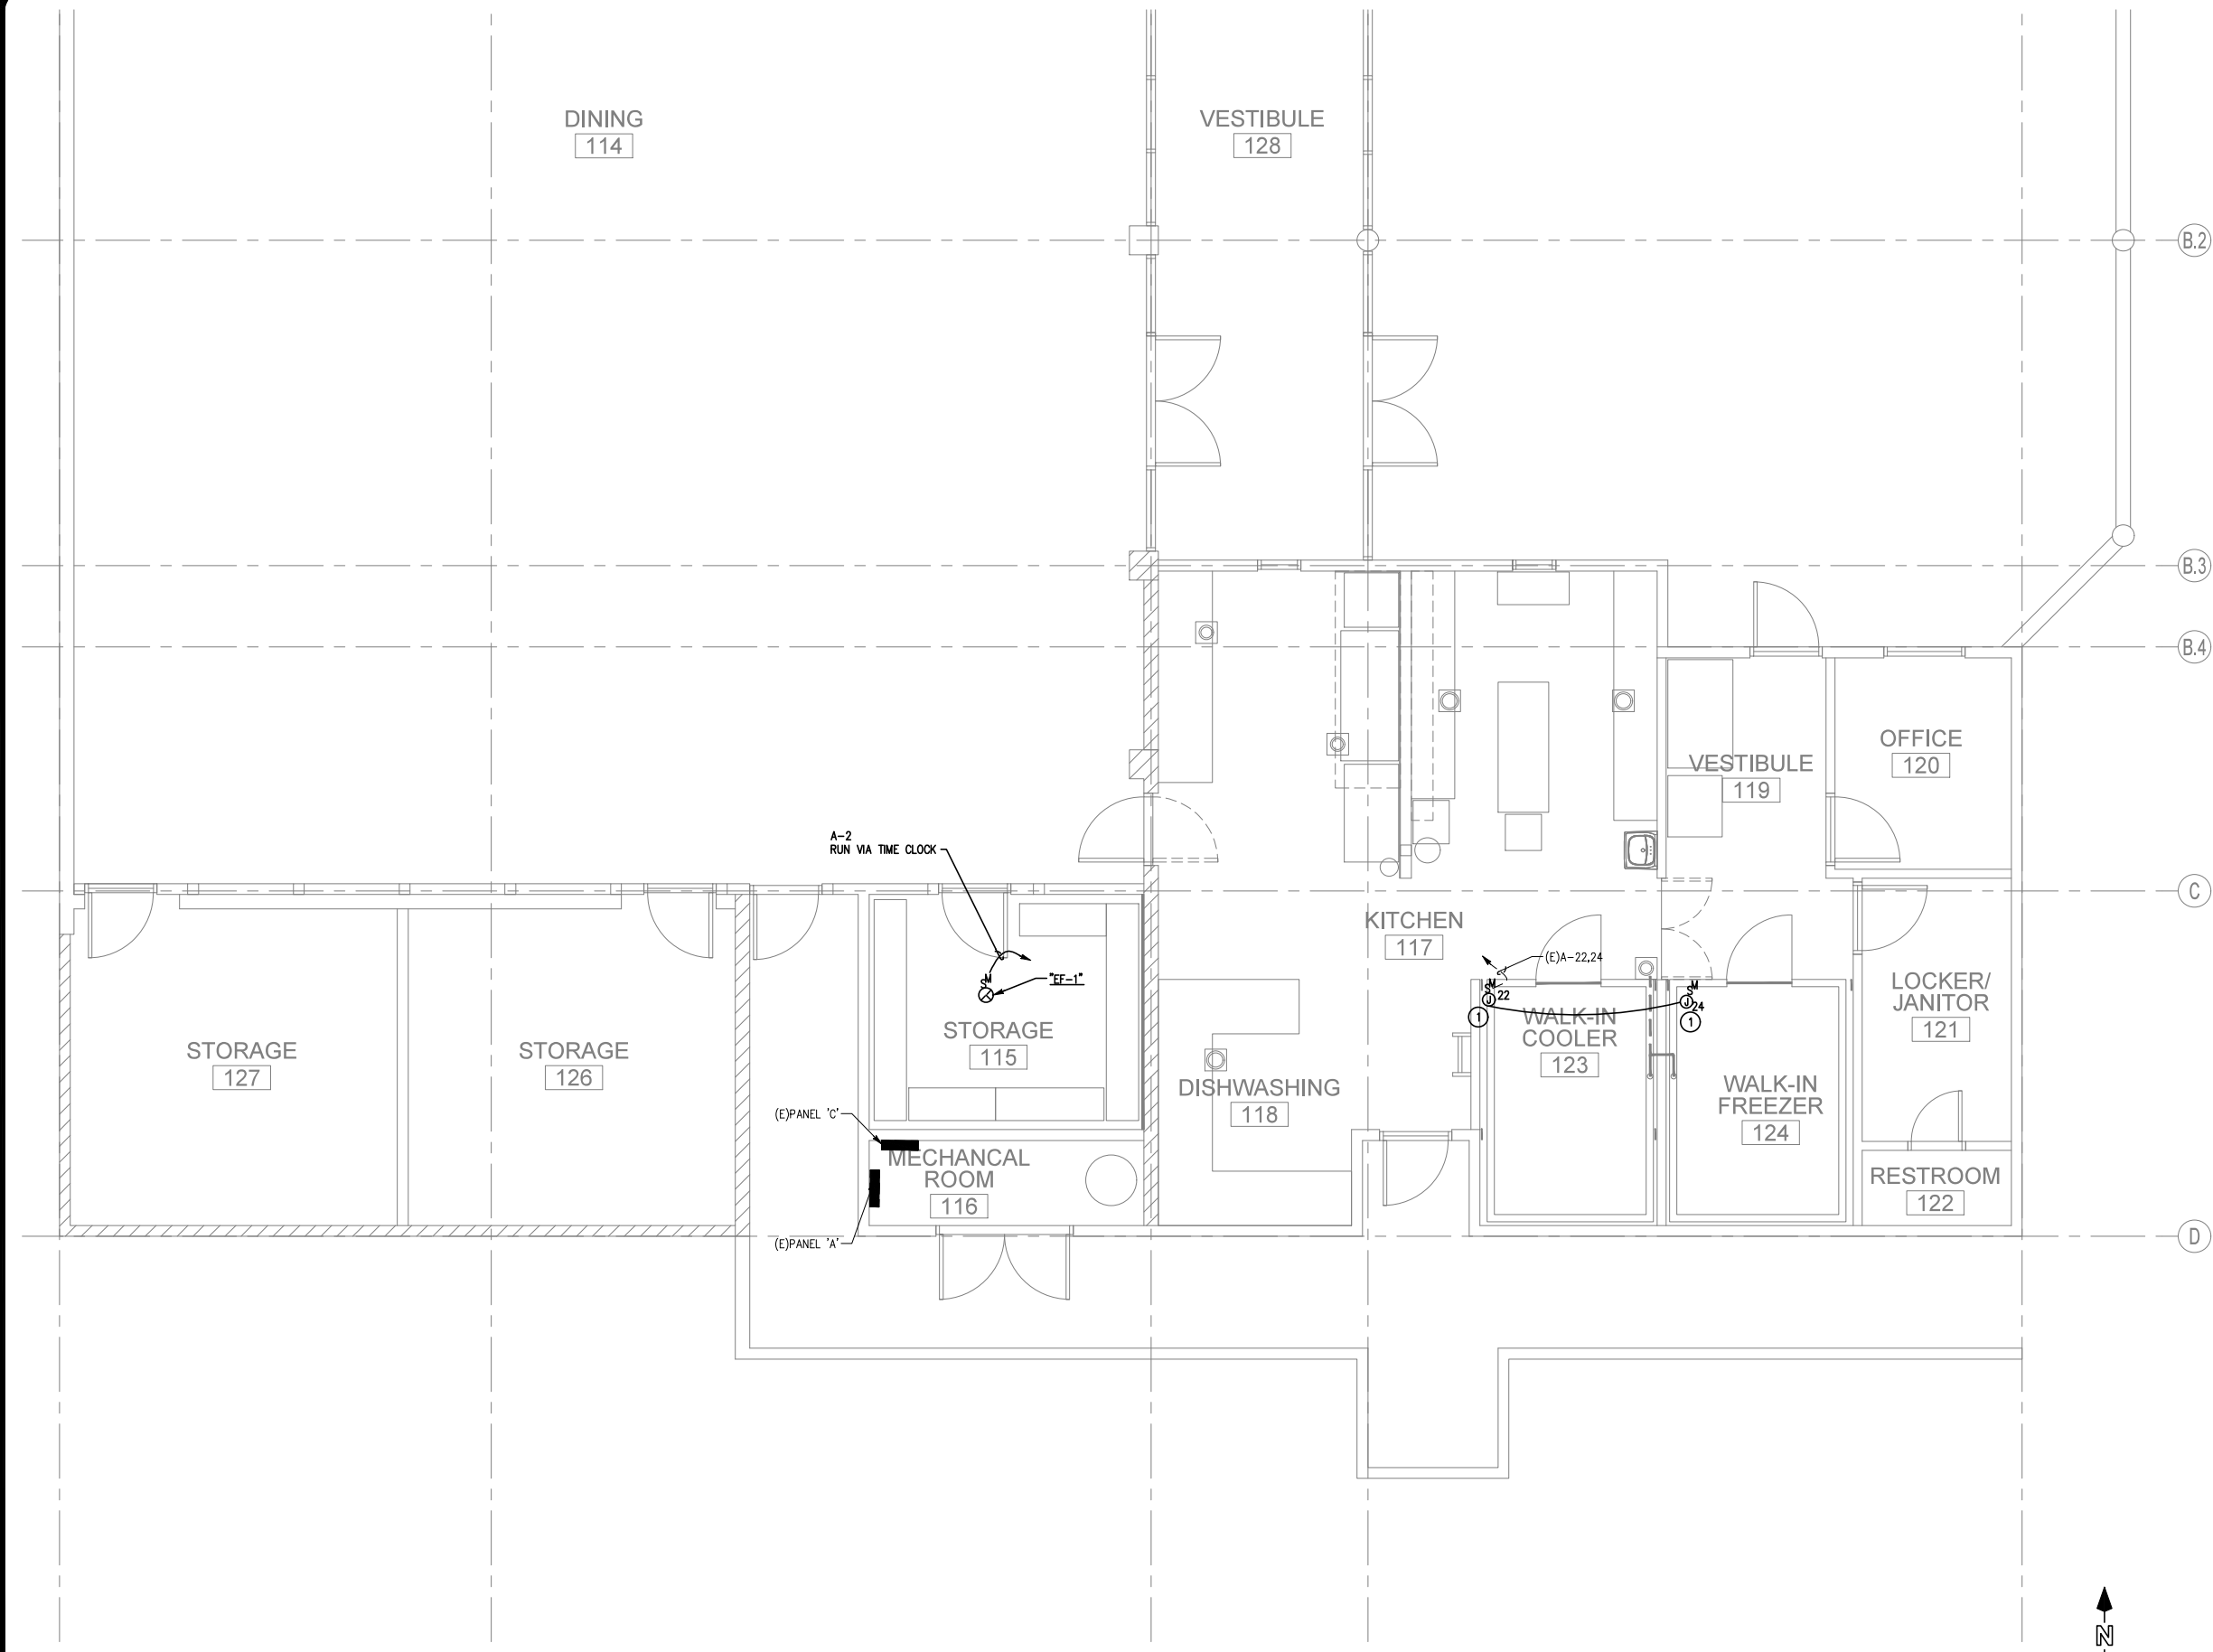 DINING
114
VESTIBULE
128
B.2
B.3
B.4
OFFICE
120
VESTIBULE
119
A-2
RUN VIA TIME CLOCK
C
KITCHEN
117
(E)A-22,24
"EF-1"
S M
S M
J 22
1
S M
J 24
1
LOCKER/
JANITOR
121
WALK-IN
COOLER
123
STORAGE
115
STORAGE
127
STORAGE
126
DISHWASHING
118
WALK-IN
FREEZER
124
(E)PANEL 'C'
MECHANCAL
ROOM
116
RESTROOM
122
(E)PANEL 'A'
D
N